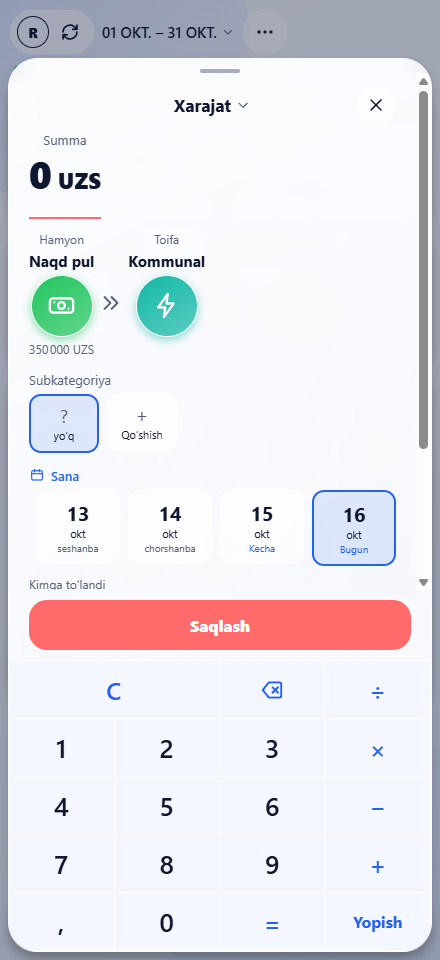 R 01 OKT. – 31 OKT. ...
Xarajat
Summa
0 UZS
Hamyon Toifa
Naqd pul Kommunal
350 000 UZS
Subkategoriya
? +
yo'q Qo'shish
Sana
13 14 15 16
okt okt okt okt
seshanba chorshanba Kecha Bugun
Kimga to'landi
Saqlash
C ÷
1 2 3 ×
4 5 6 −
7 8 9 +
, 0 = Yopish